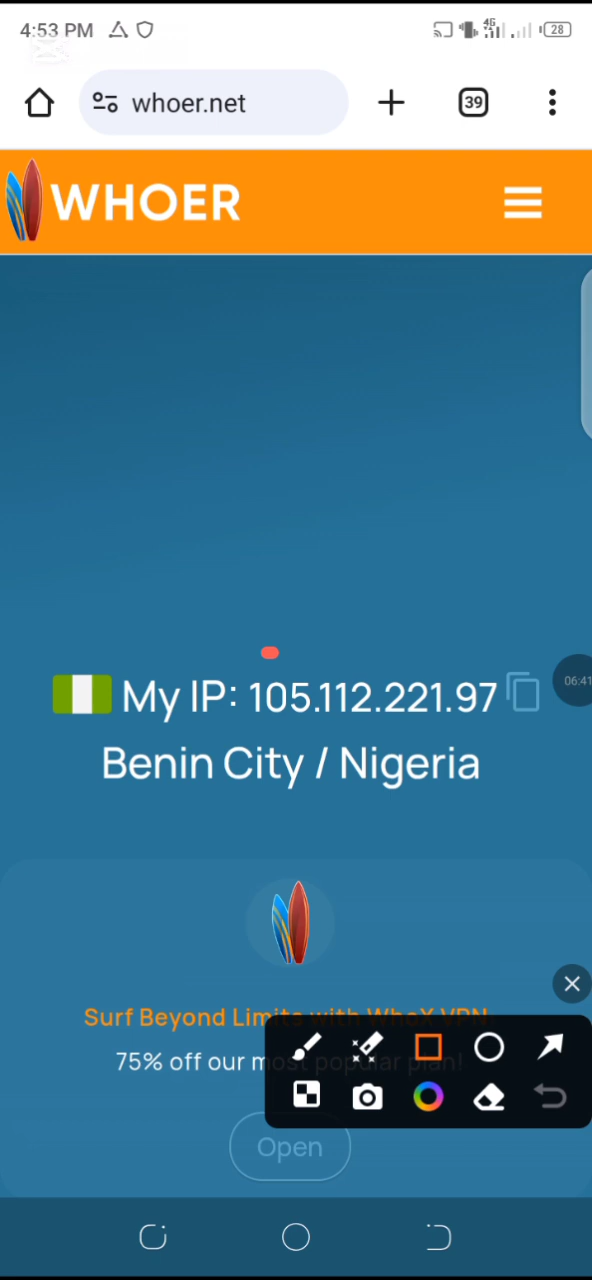 4:53 PM 4G 28
whoer.net 39
WHOER
My IP: 105.112.221.97
06:41
Benin City / Nigeria
Surf Beyond Limits with WhoX VPN
75% off our most popular plan!
Open